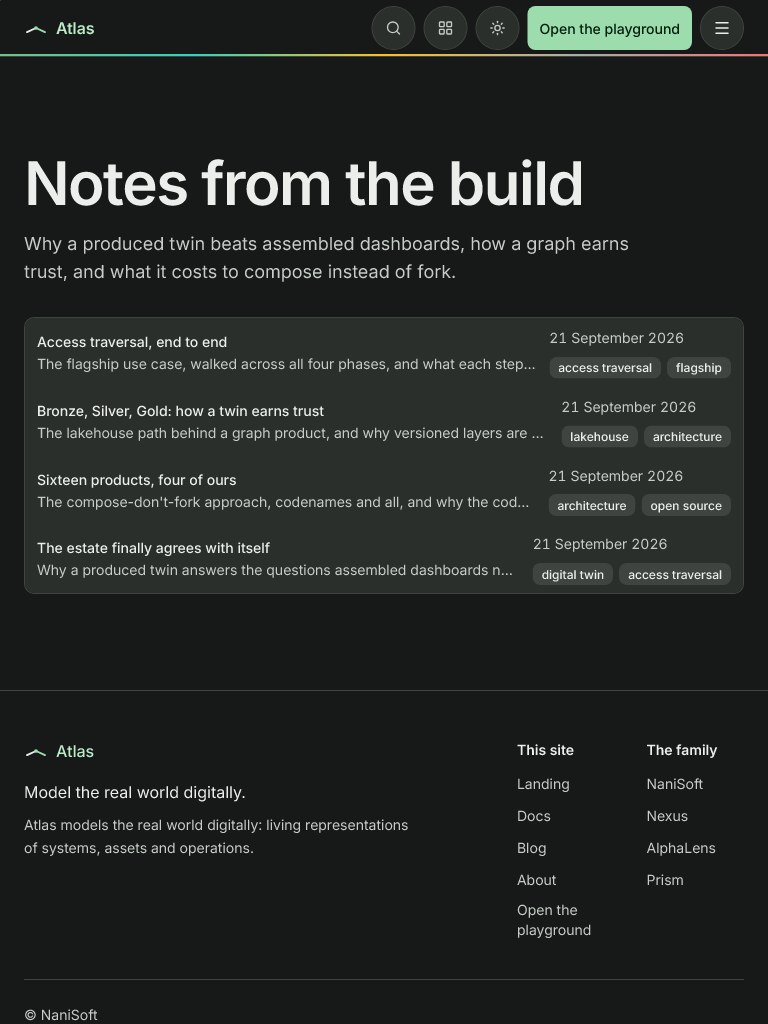 Atlas
Open the playground
Notes from the build
Why a produced twin beats assembled dashboards, how a graph earns
trust, and what it costs to compose instead of fork.
Access traversal, end to end
21 September 2026
The flagship use case, walked across all four phases, and what each step...
access traversal
flagship
Bronze, Silver, Gold: how a twin earns trust
21 September 2026
The lakehouse path behind a graph product, and why versioned layers are ...
lakehouse
architecture
Sixteen products, four of ours
21 September 2026
The compose-don't-fork approach, codenames and all, and why the cod...
architecture
open source
The estate finally agrees with itself
21 September 2026
Why a produced twin answers the questions assembled dashboards n...
digital twin
access traversal
Atlas
Model the real world digitally.
Atlas models the real world digitally: living representations
of systems, assets and operations.
This site
Landing
Docs
Blog
About
Open the
playground
The family
NaniSoft
Nexus
AlphaLens
Prism
© NaniSoft